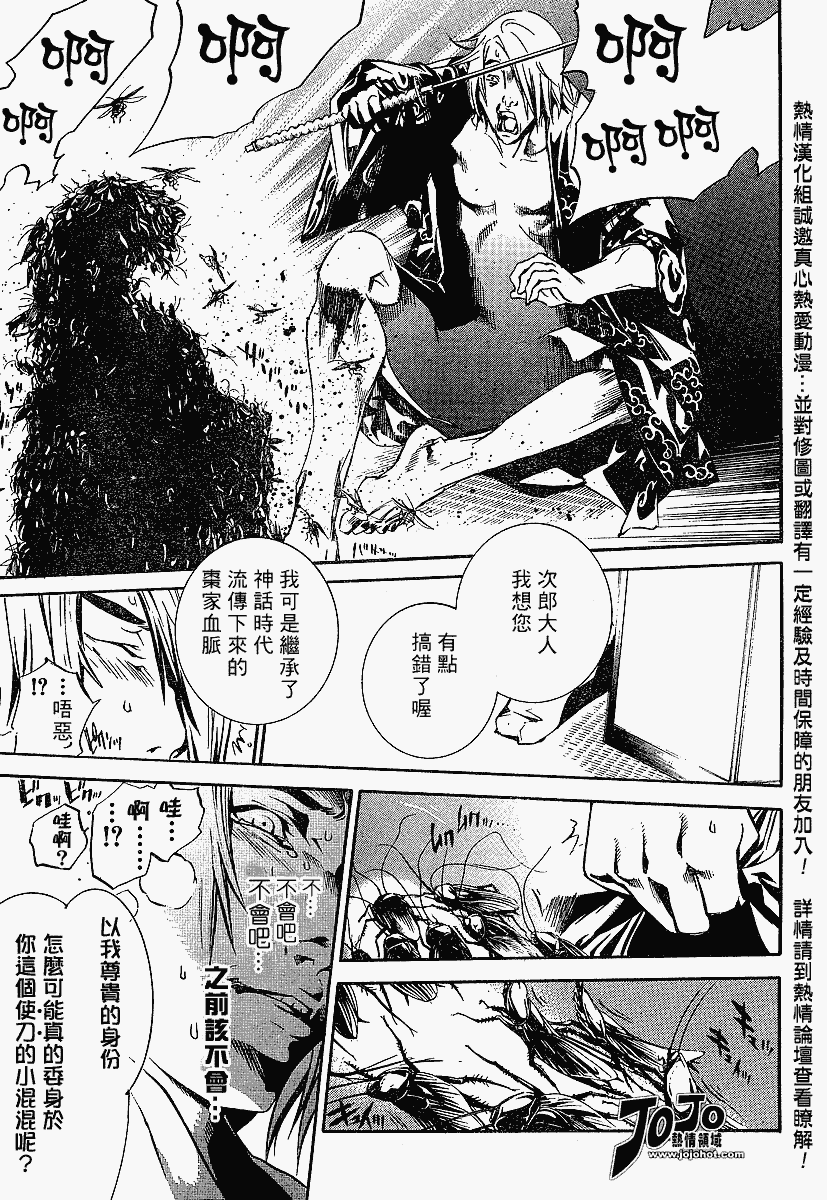 啊
啊
啊
啊
啊
啊
啊
次郎大人
我想您
有點
搞錯了喔
我可是繼承了
神話時代
流傳下來的
棗家血脈
…唔惡
!?
哇…
啊……
…!?
哇啊?
不…
不會吧
不會吧…
之前該不會…
以我尊貴的身份
怎麼可能真的委身於
你這個使刀的小混混呢?
熱情漢化組誠邀真心熱愛動漫…並對修圖或翻譯有一定經驗及時間保障的朋友加入! 詳情請到熱情論壇查看瞭解!
JOJO
熱情領域
www.jojohot.com